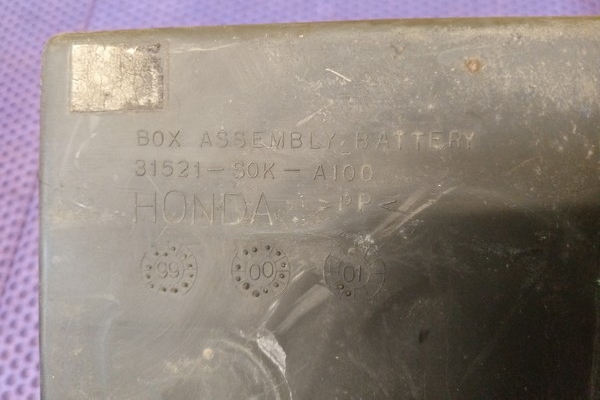 BOX ASSEMBLY BATTERY
31521-S0K-A100
HONDA >PP<
99 00 01